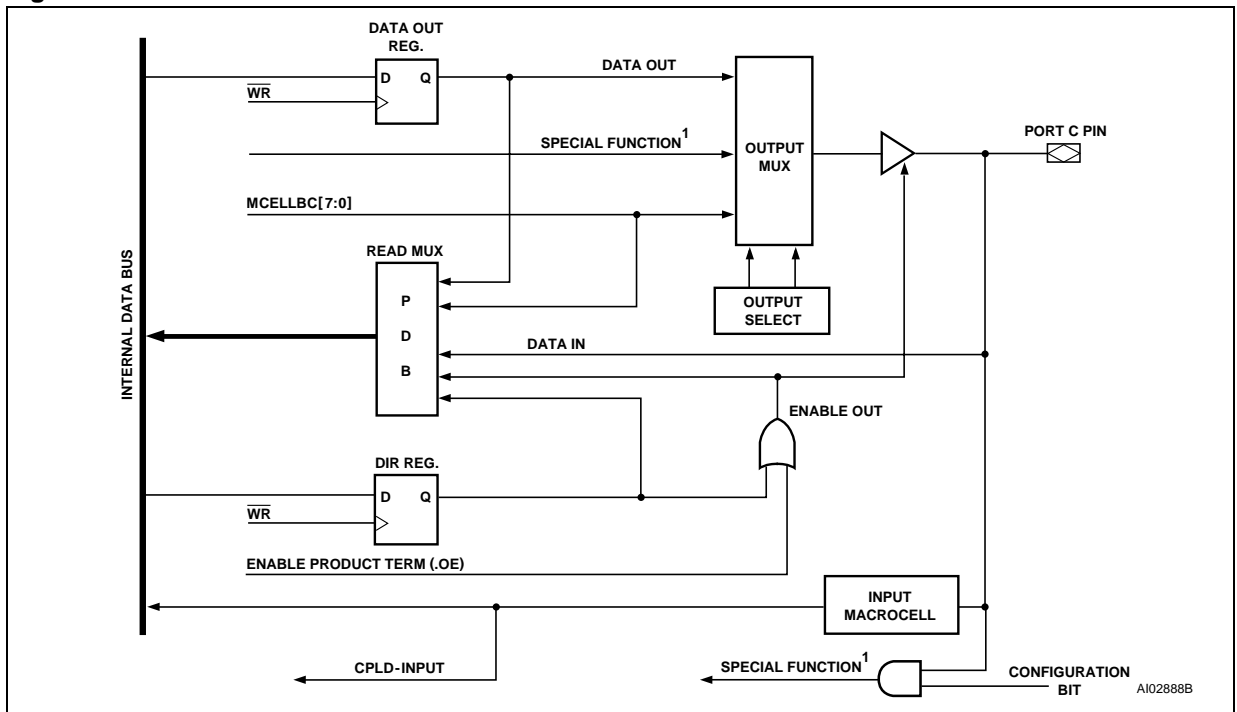 DATA OUT
REG.
D Q
DATA OUT
WR
SPECIAL FUNCTION1
OUTPUT
MUX
PORT C PIN
MCELLBC[7:0]
READ MUX
P
D
B
OUTPUT
SELECT
INTERNAL DATA BUS
DATA IN
ENABLE OUT
DIR REG.
D Q
WR
ENABLE PRODUCT TERM (.OE)
INPUT
MACROCELL
CPLD-INPUT
SPECIAL FUNCTION1
CONFIGURATION
BIT
AI02888B